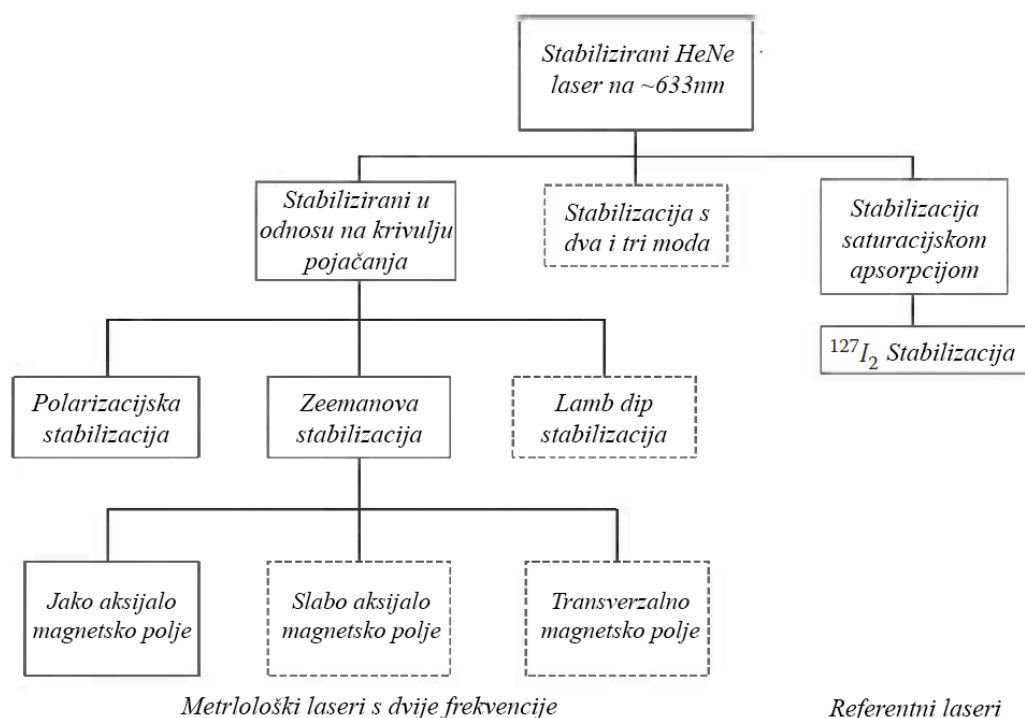 Stabilizirani HeNe
laser na ~633nm
Stabilizirani u
odnosu na krivulju
pojačanja
Stabilizacija s
dva i tri moda
Stabilizacija
saturacijskom
apsorpcijom
¹²⁷I₂ Stabilizacija
Polarizacijska
stabilizacija
Zeemanova
stabilizacija
Lamb dip
stabilizacija
Jako aksijalo
magnetsko polje
Slabo aksijalo
magnetsko polje
Transverzalno
magnetsko polje
Metrlološki laseri s dvije frekvencije
Referentni laseri